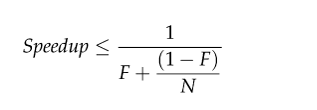 Speedup ≤ 1 / (F + (1 − F) / N)